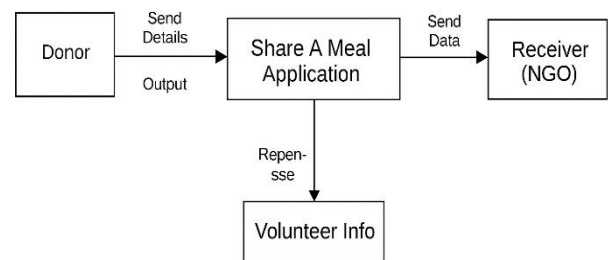 Donor
Send
Details
Output
Share A Meal
Application
Send
Data
Receiver
(NGO)
Repen-
sse
Volunteer Info